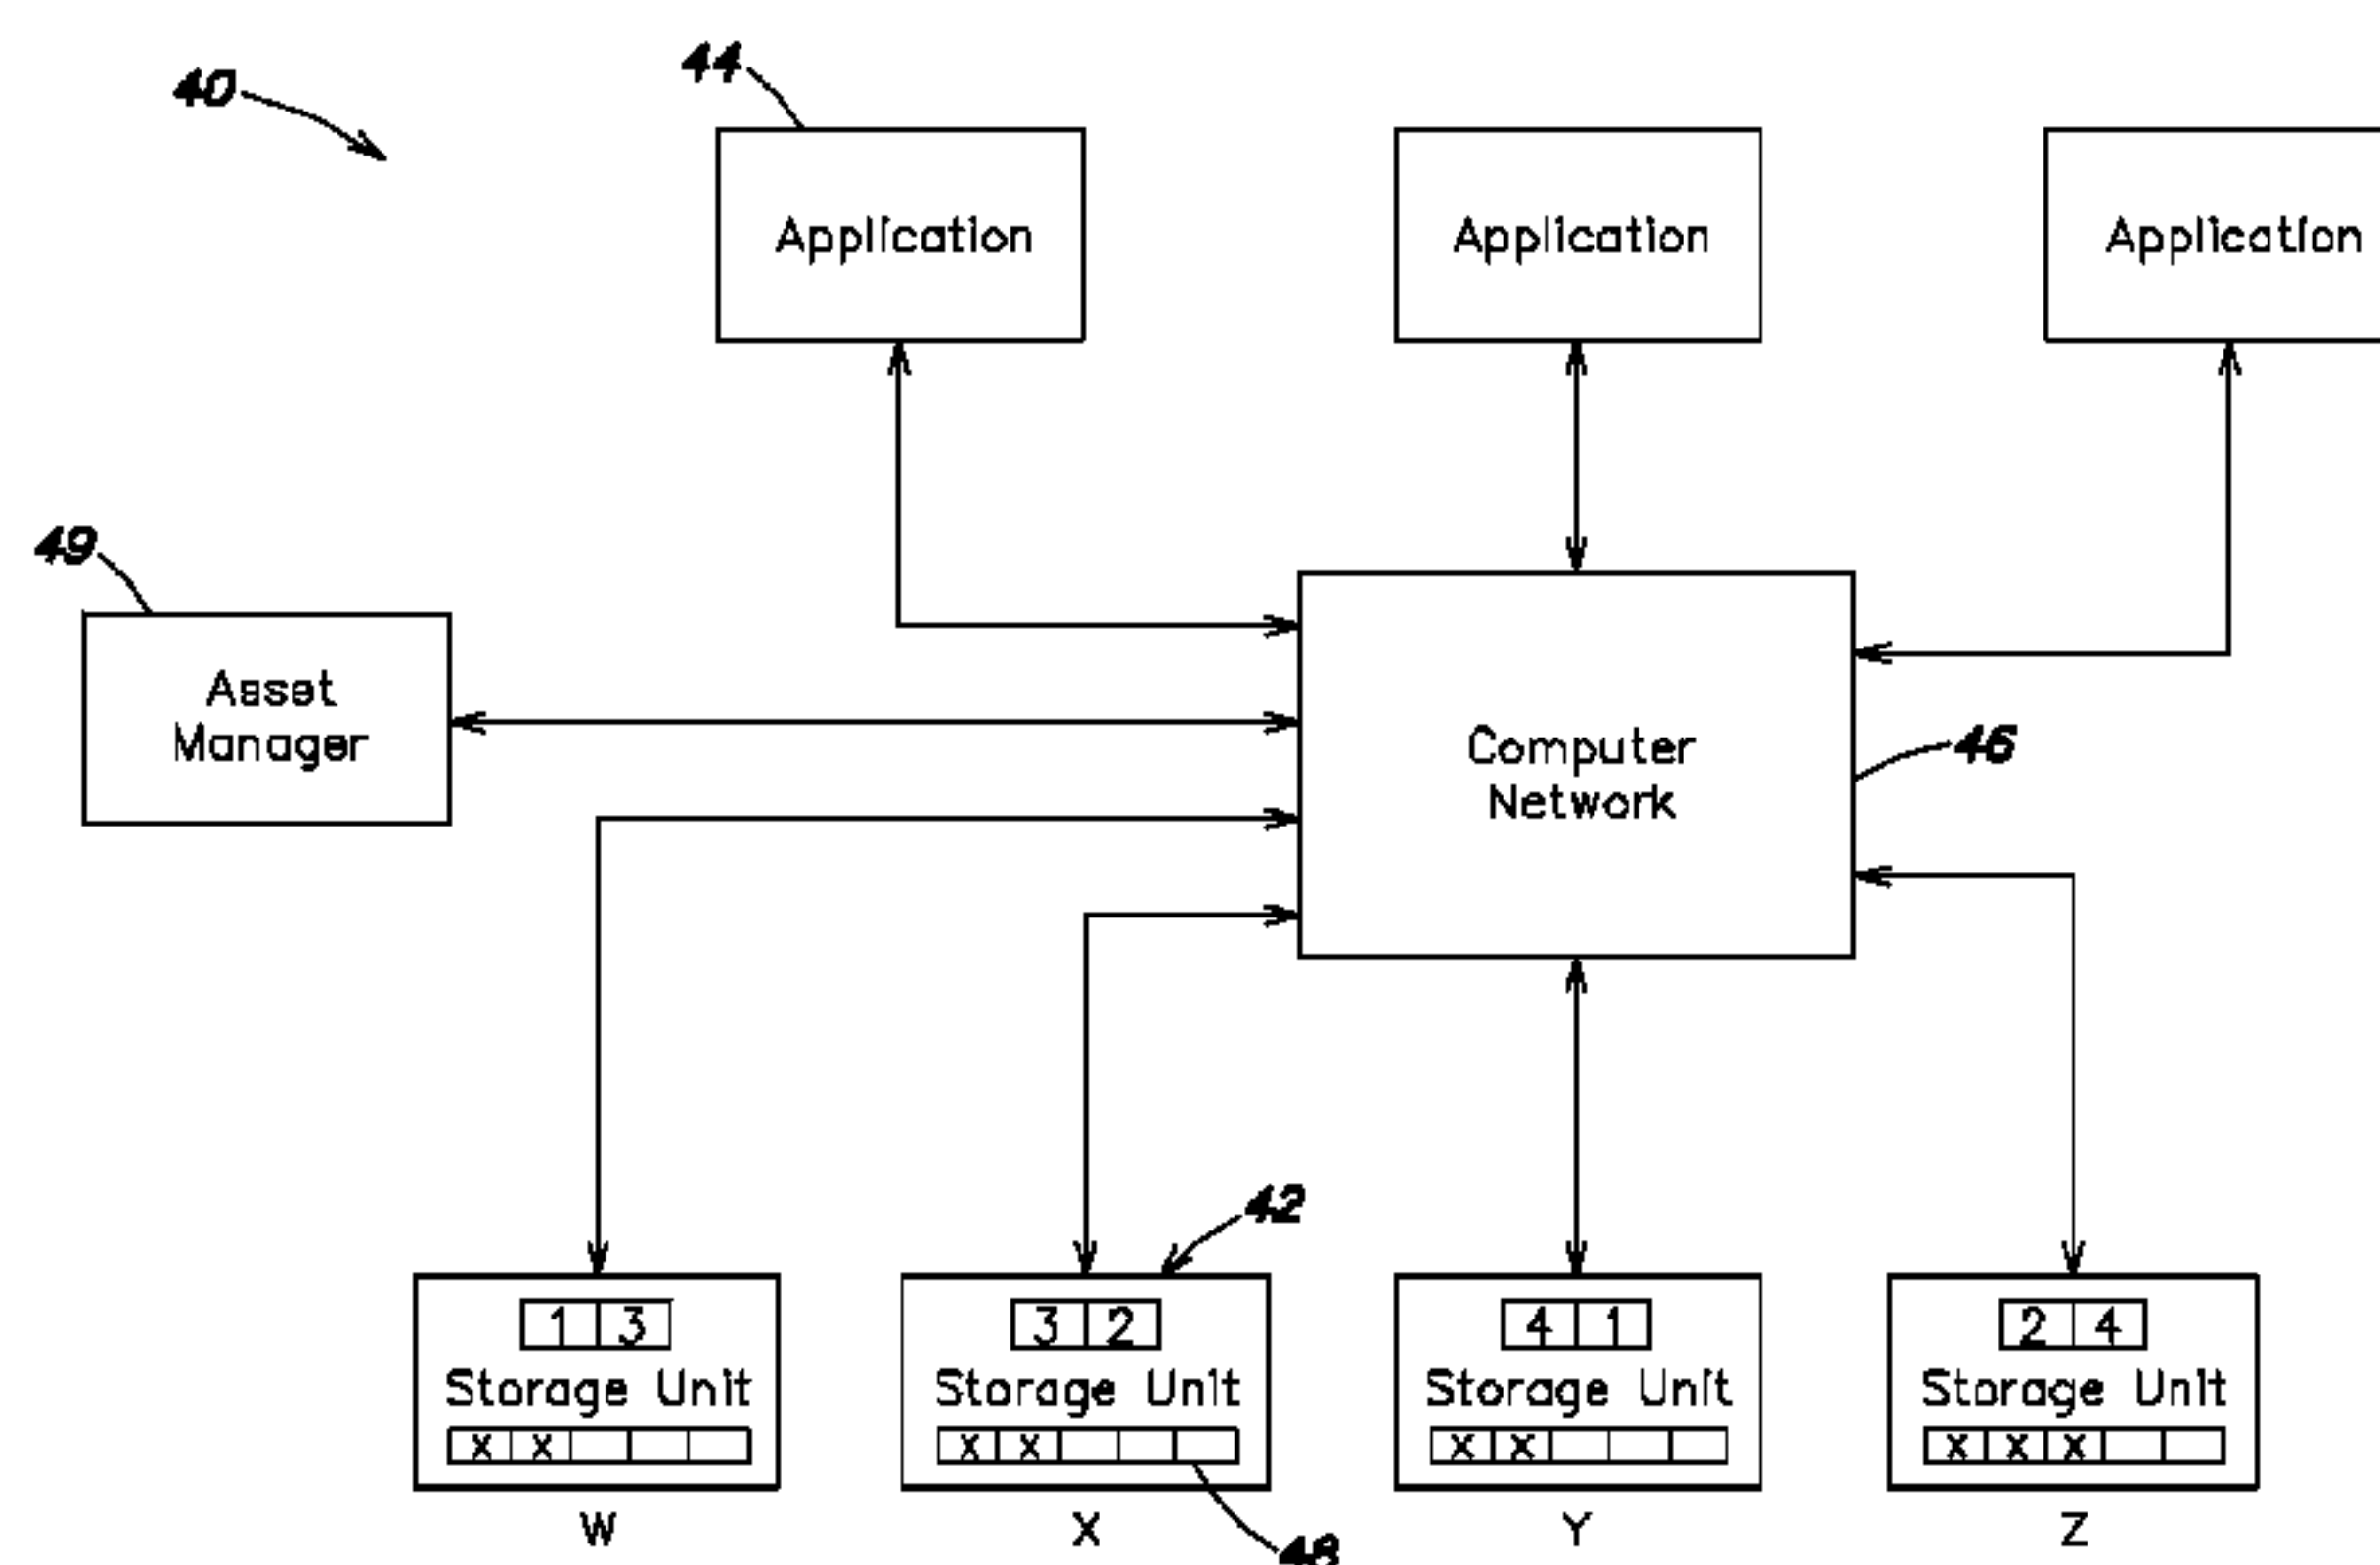 40
44
Application
Application
Application
49
Asset
Manager
Computer
Network
46
42
1 3
3 2
4 1
2 4
Storage Unit
Storage Unit
Storage Unit
Storage Unit
x x
x x
x x
x x x
W
X
Y
Z
48